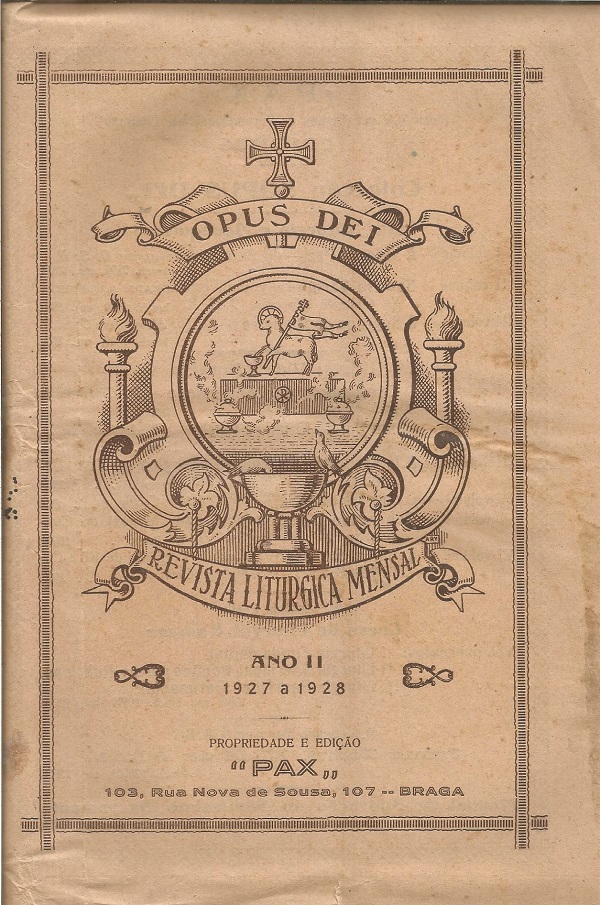 OPUS DEI
REVISTA LITURGICA MENSAL
ANO II
1927 a 1928
PROPRIEDADE E EDIÇÃO
“PAX„
103, Rua Nova de Sousa, 107 -- BRAGA